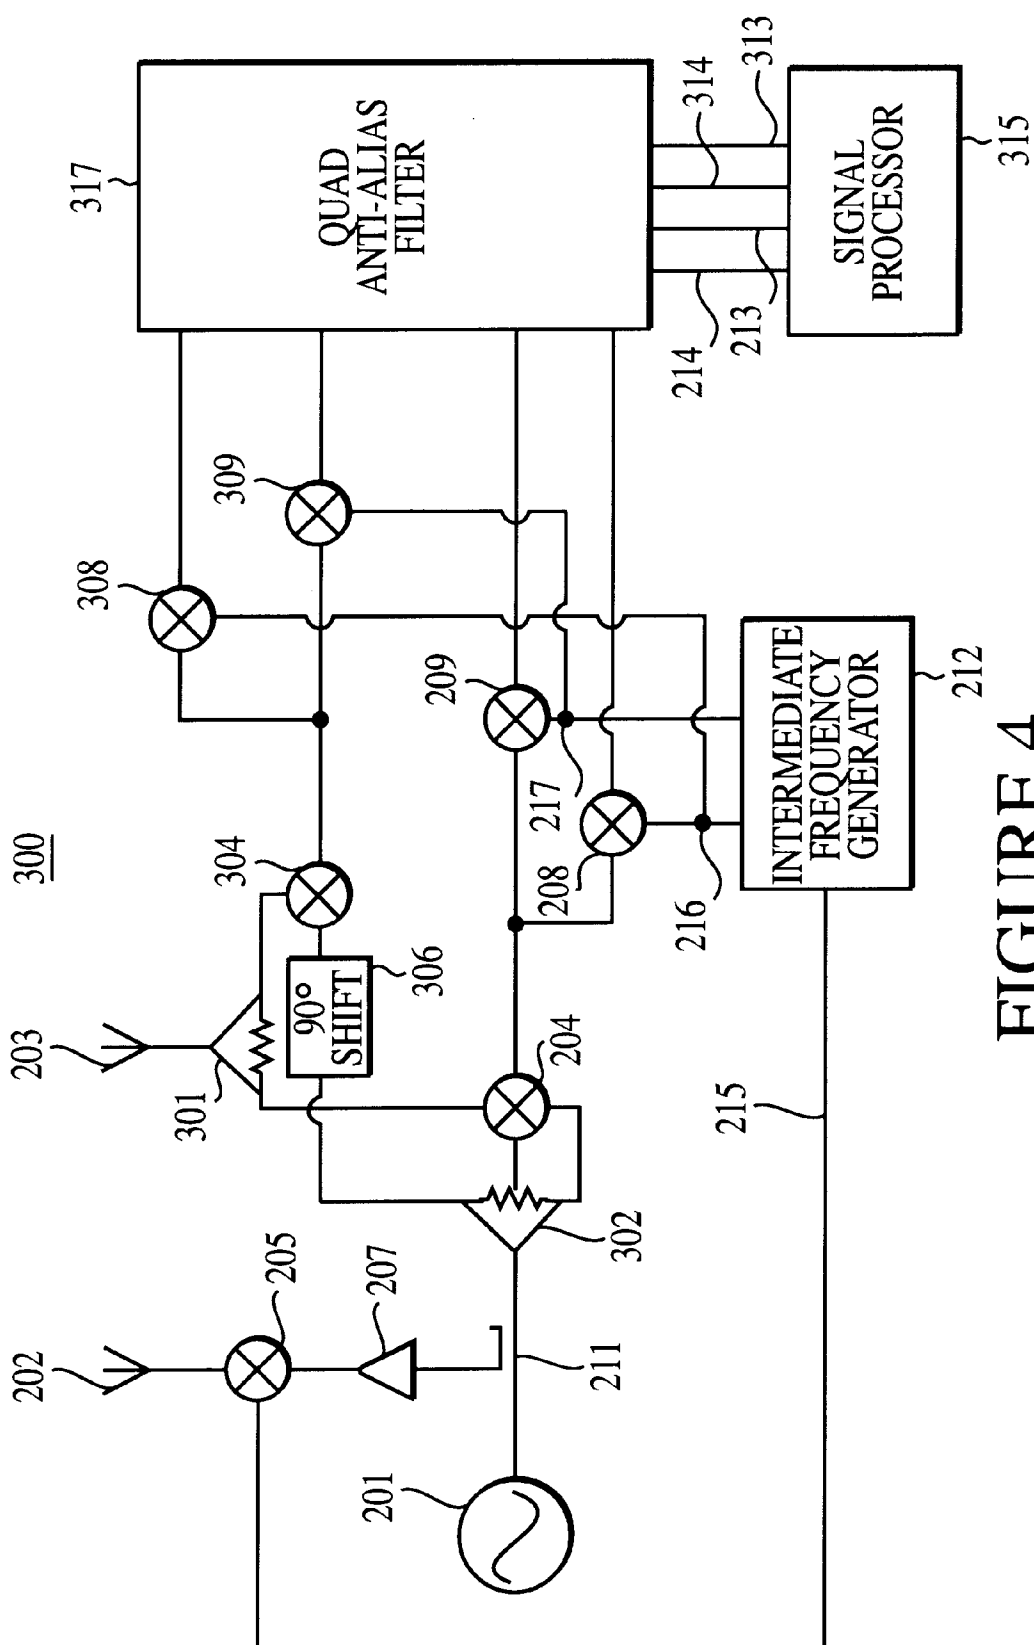 202
203
300
308
317
301
304
309
205
90°
SHIFT
QUAD
ANTI-ALIAS
FILTER
201
207
306
209
204
208
217
211
302
216
214
314
215
213
313
INTERMEDIATE
FREQUENCY
GENERATOR
SIGNAL
PROCESSOR
212
315
FIGURE 4